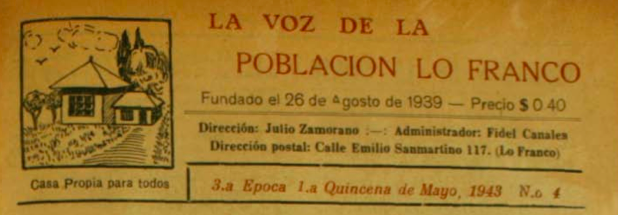 LA VOZ DE LA
POBLACION LO FRANCO
Fundado el 26 de Agosto de 1939 — Precio $ 0 40
Dirección: Julio Zamorano :—: Administrador: Fidel Canales
Dirección postal: Calle Emilio Sanmartino 117. (Lo Franco)
Casa Propia para todos
3.a Epoca 1.a Quincena de Mayo, 1943 N.o 4